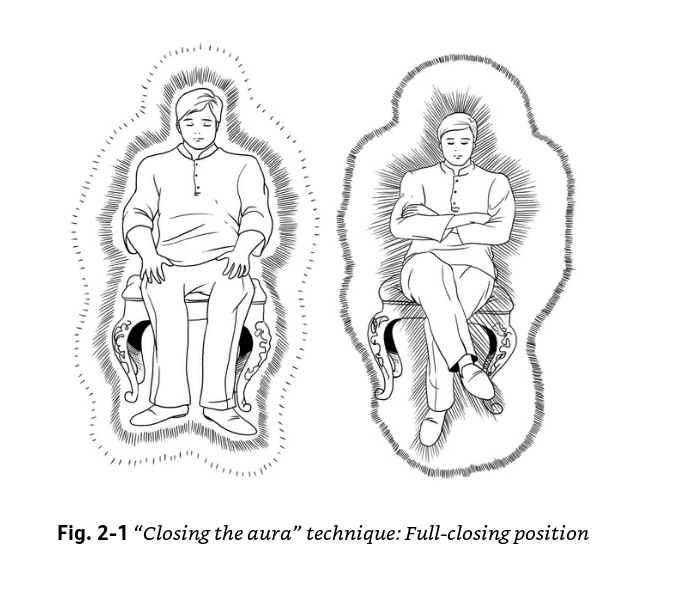 Fig. 2-1 “Closing the aura” technique: Full-closing position